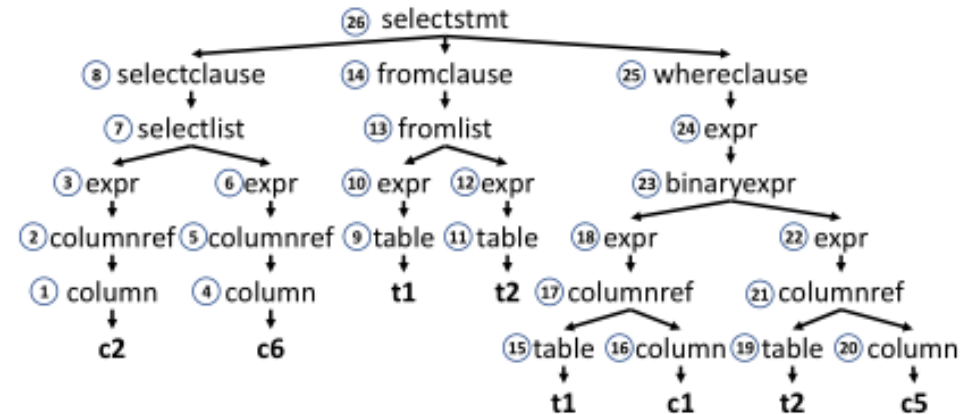 26 selectstmt
8 selectclause 14 fromclause 25 whereclause
7 selectlist 13 fromlist 24 expr
3 expr 6 expr 10 expr 12 expr 23 binaryexpr
2 columnref 5 columnref 9 table 11 table 18 expr 22 expr
1 column 4 column t1 t2 17 columnref 21 columnref
c2 c6 15 table 16 column 19 table 20 column
t1 c1 t2 c5